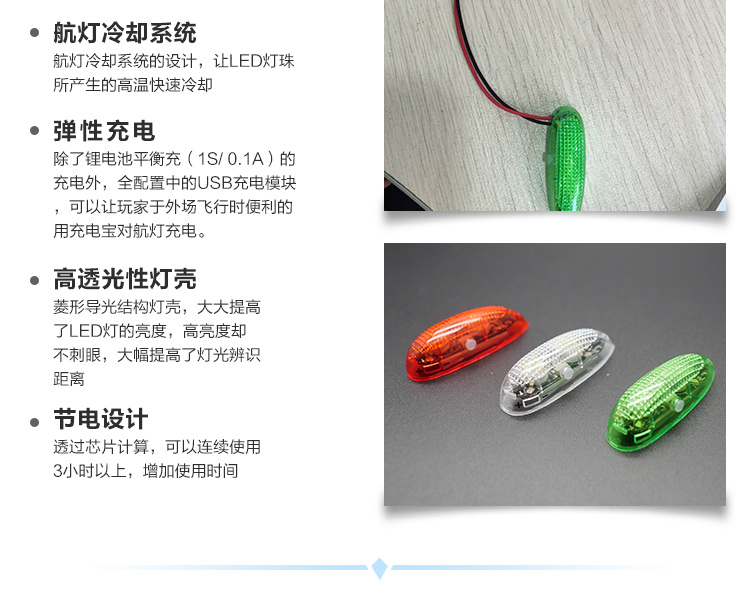 航灯冷却系统
航灯冷却系统的设计，让LED灯珠
所产生的高温快速冷却
弹性充电
除了锂电池平衡充（1S/ 0.1A）的
充电外，全配置中的USB充电模块
，可以让玩家于外场飞行时便利的
用充电宝对航灯充电。
高透光性灯壳
菱形导光结构灯壳，大大提高
了LED灯的亮度，高亮度却
不刺眼，大幅提高了灯光辨识
距离
节电设计
透过芯片计算，可以连续使用
3小时以上，增加使用时间